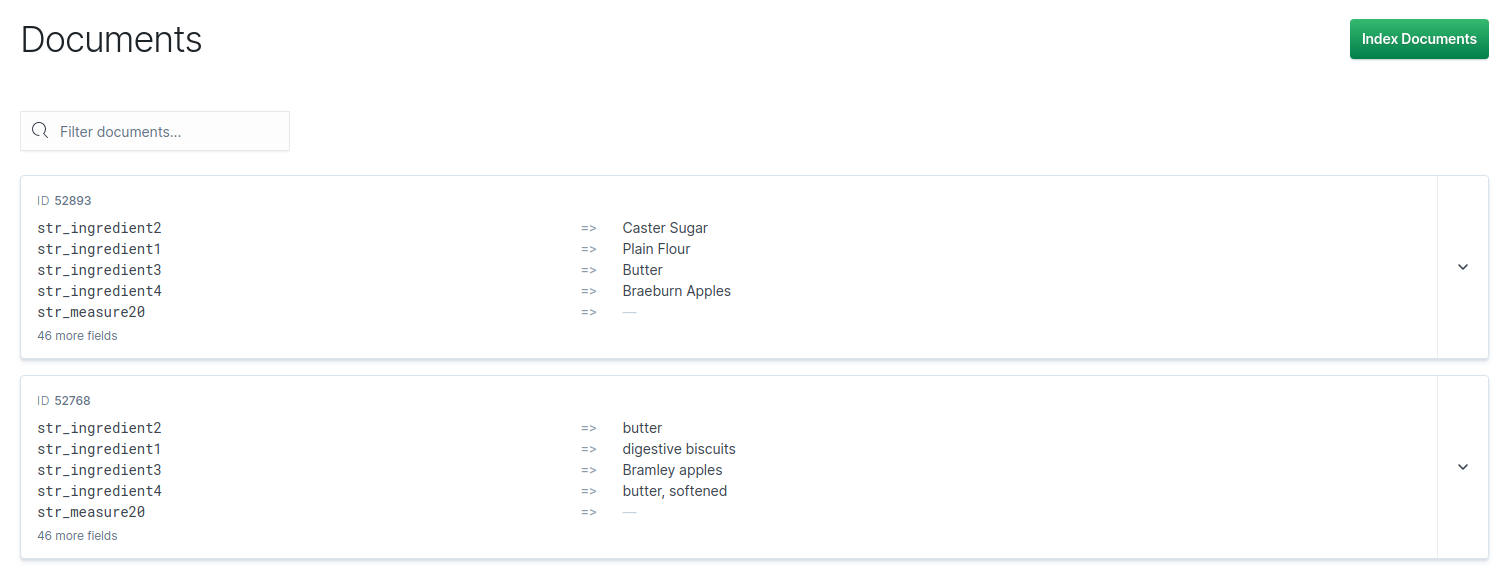 Documents
Index Documents
Filter documents...
ID 52893
str_ingredient2 => Caster Sugar
str_ingredient1 => Plain Flour
str_ingredient3 => Butter
str_ingredient4 => Braeburn Apples
str_measure20 => —
46 more fields
ID 52768
str_ingredient2 => butter
str_ingredient1 => digestive biscuits
str_ingredient3 => Bramley apples
str_ingredient4 => butter, softened
str_measure20 => —
46 more fields